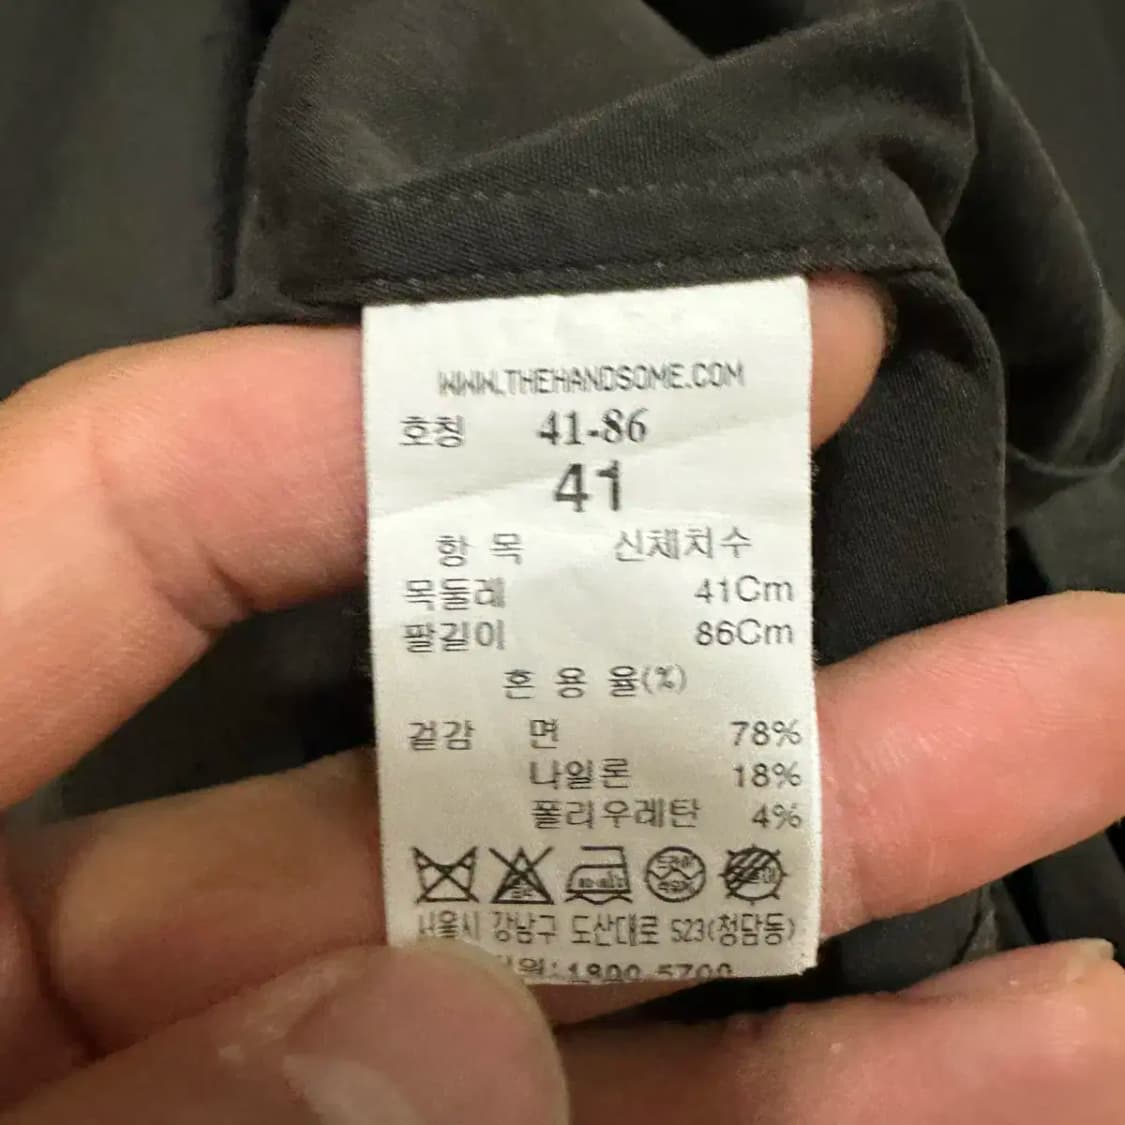 WWW.THEHANDSOME.COM
호칭 41-86
41
항 목 신체치수
목둘레 41Cm
팔길이 86Cm
혼 용 율(%)
겉감 면 78%
나일론 18%
폴리우레탄 4%
서울시 강남구 도산대로 523(청담동)
1800-5700